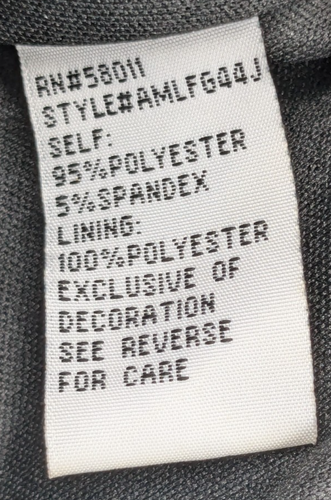 RN#58011
STYLE#AMLFG44J
SELF:
95%POLYESTER
5%SPANDEX
LINING:
100%POLYESTER
EXCLUSIVE OF
DECORATION
SEE REVERSE
FOR CARE